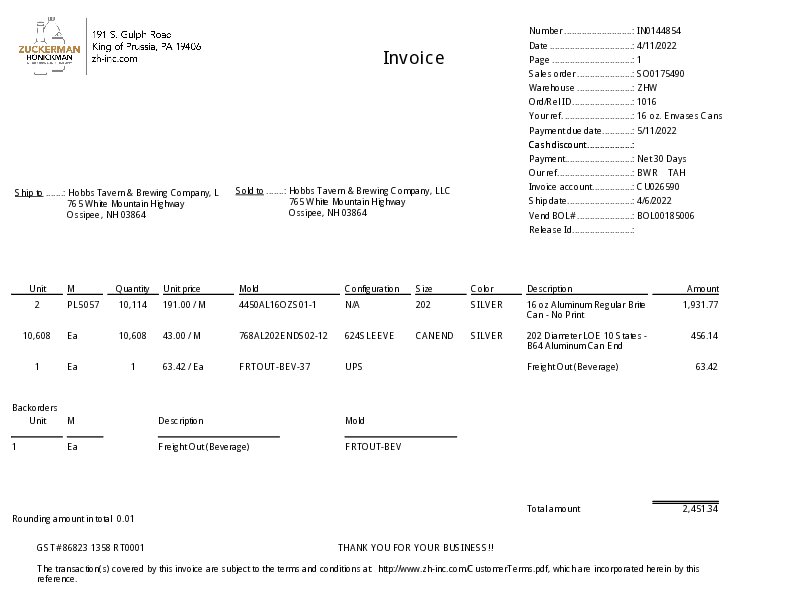 ZUCKERMAN
HONICKMAN
191 S. Gulph Road
King of Prussia, PA 19406
zh-inc.com
Invoice
Number: IN0144854
Date: 4/11/2022
Page: 1
Sales order: SO0175490
Warehouse: ZHW
Ord/Rel ID: 1016
Your ref.: 16 oz. Envases Cans
Payment due date: 5/11/2022
Cash discount:
Payment: Net 30 Days
Our ref.: BWR TAH
Invoice account: CU026590
Ship date: 4/6/2022
Vend BOL#: BOL00185006
Release Id.:
Ship to .......: Hobbs Tavern & Brewing Company, L
765 White Mountain Highway
Ossipee, NH 03864
Sold to .......: Hobbs Tavern & Brewing Company, LLC
765 White Mountain Highway
Ossipee, NH 03864
Unit M Quantity Unit price Mold Configuration Size Color Description Amount
2 PL5057 10,114 191.00 / M 4450AL16OZS01-1 N/A 202 SILVER 16 oz Aluminum Regular Brite 1,931.77
Can - No Print
10,608 Ea 10,608 43.00 / M 768AL202ENDS02-12 624SLEEVE CANEND SILVER 202 Diameter LOE 10 States - 456.14
B64 Aluminum Can End
1 Ea 1 63.42 / Ea FRTOUT-BEV-37 UPS Freight Out (Beverage) 63.42
Backorders
Unit M Description Mold
1 Ea Freight Out (Beverage) FRTOUT-BEV
Total amount 2,451.34
Rounding amount in total 0.01
GST # 86823 1358 RT0001 THANK YOU FOR YOUR BUSINESS!!
The transaction(s) covered by this invoice are subject to the terms and conditions at: http://www.zh-inc.com/CustomerTerms.pdf, which are incorporated herein by this
reference.